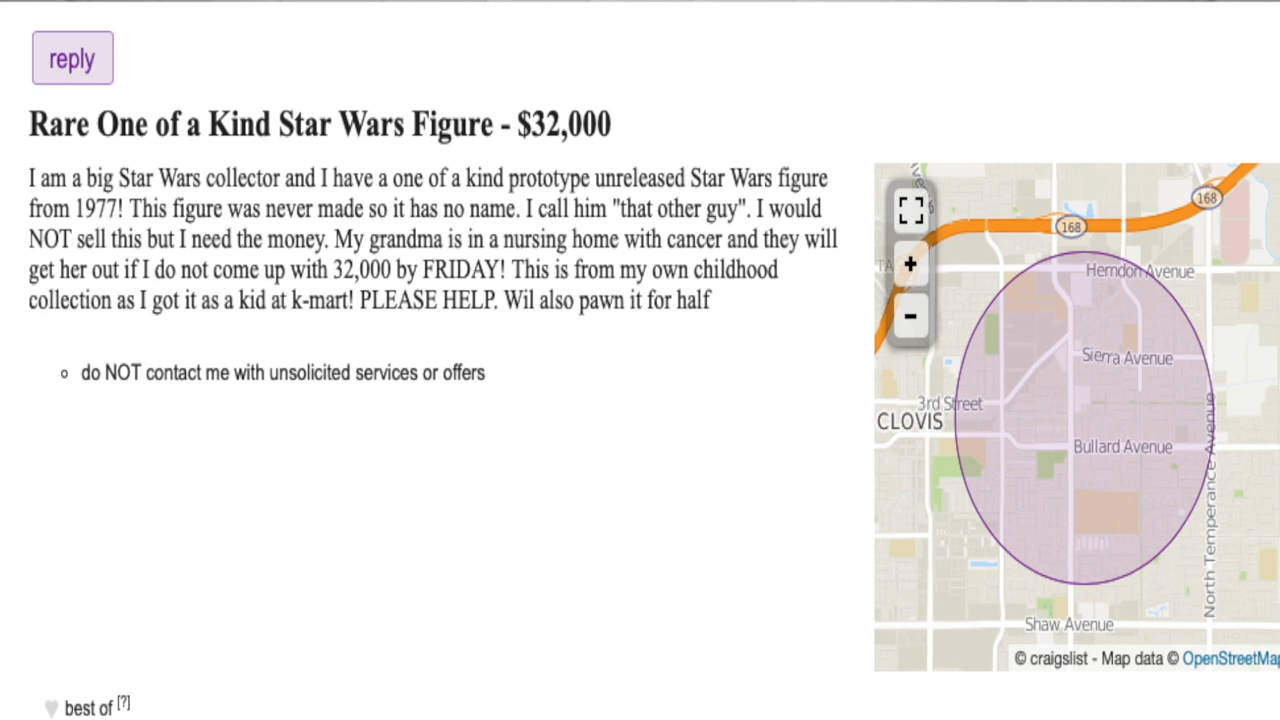 reply
Rare One of a Kind Star Wars Figure - $32,000
I am a big Star Wars collector and I have a one of a kind prototype unreleased Star Wars figure
from 1977! This figure was never made so it has no name. I call him "that other guy". I would
NOT sell this but I need the money. My grandma is in a nursing home with cancer and they will
get her out if I do not come up with 32,000 by FRIDAY! This is from my own childhood
collection as I got it as a kid at k-mart! PLEASE HELP. Wil also pawn it for half
do NOT contact me with unsolicited services or offers
168
168
+
-
Herndon Avenue
Sierra Avenue
3rd Street
CLOVIS
Bullard Avenue
North Temperance Avenue
Shaw Avenue
© craigslist - Map data © OpenStreetMap
best of [?]